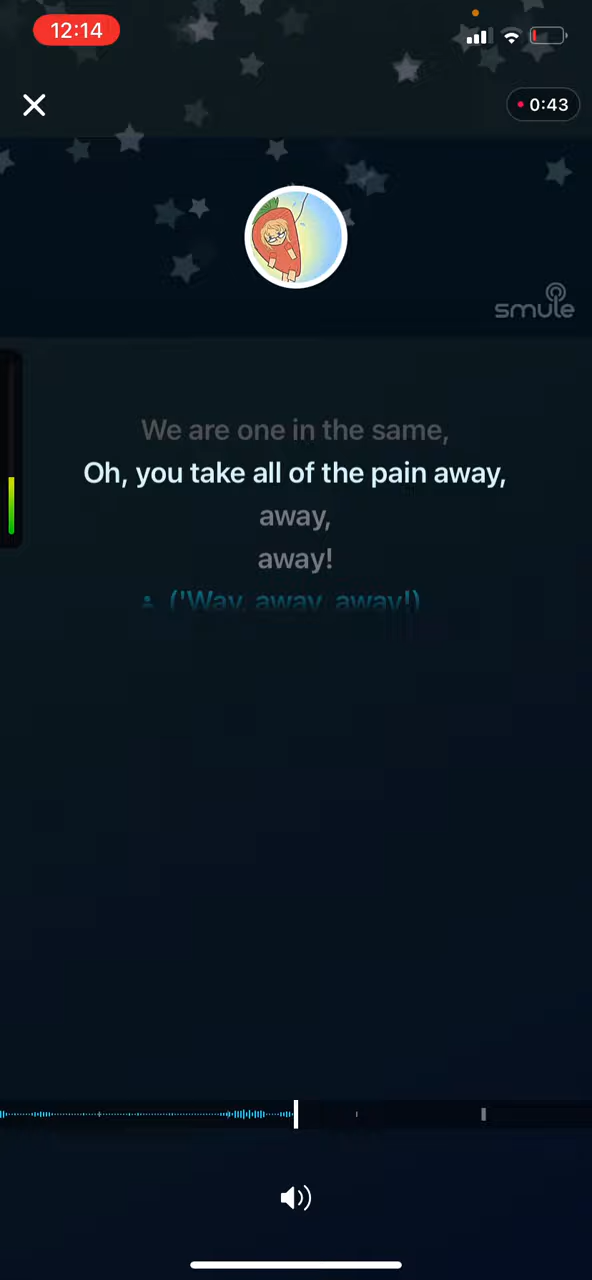 12:14
0:43
smule
We are one in the same,
Oh, you take all of the pain away,
away,
away!
('Way, away, away!)